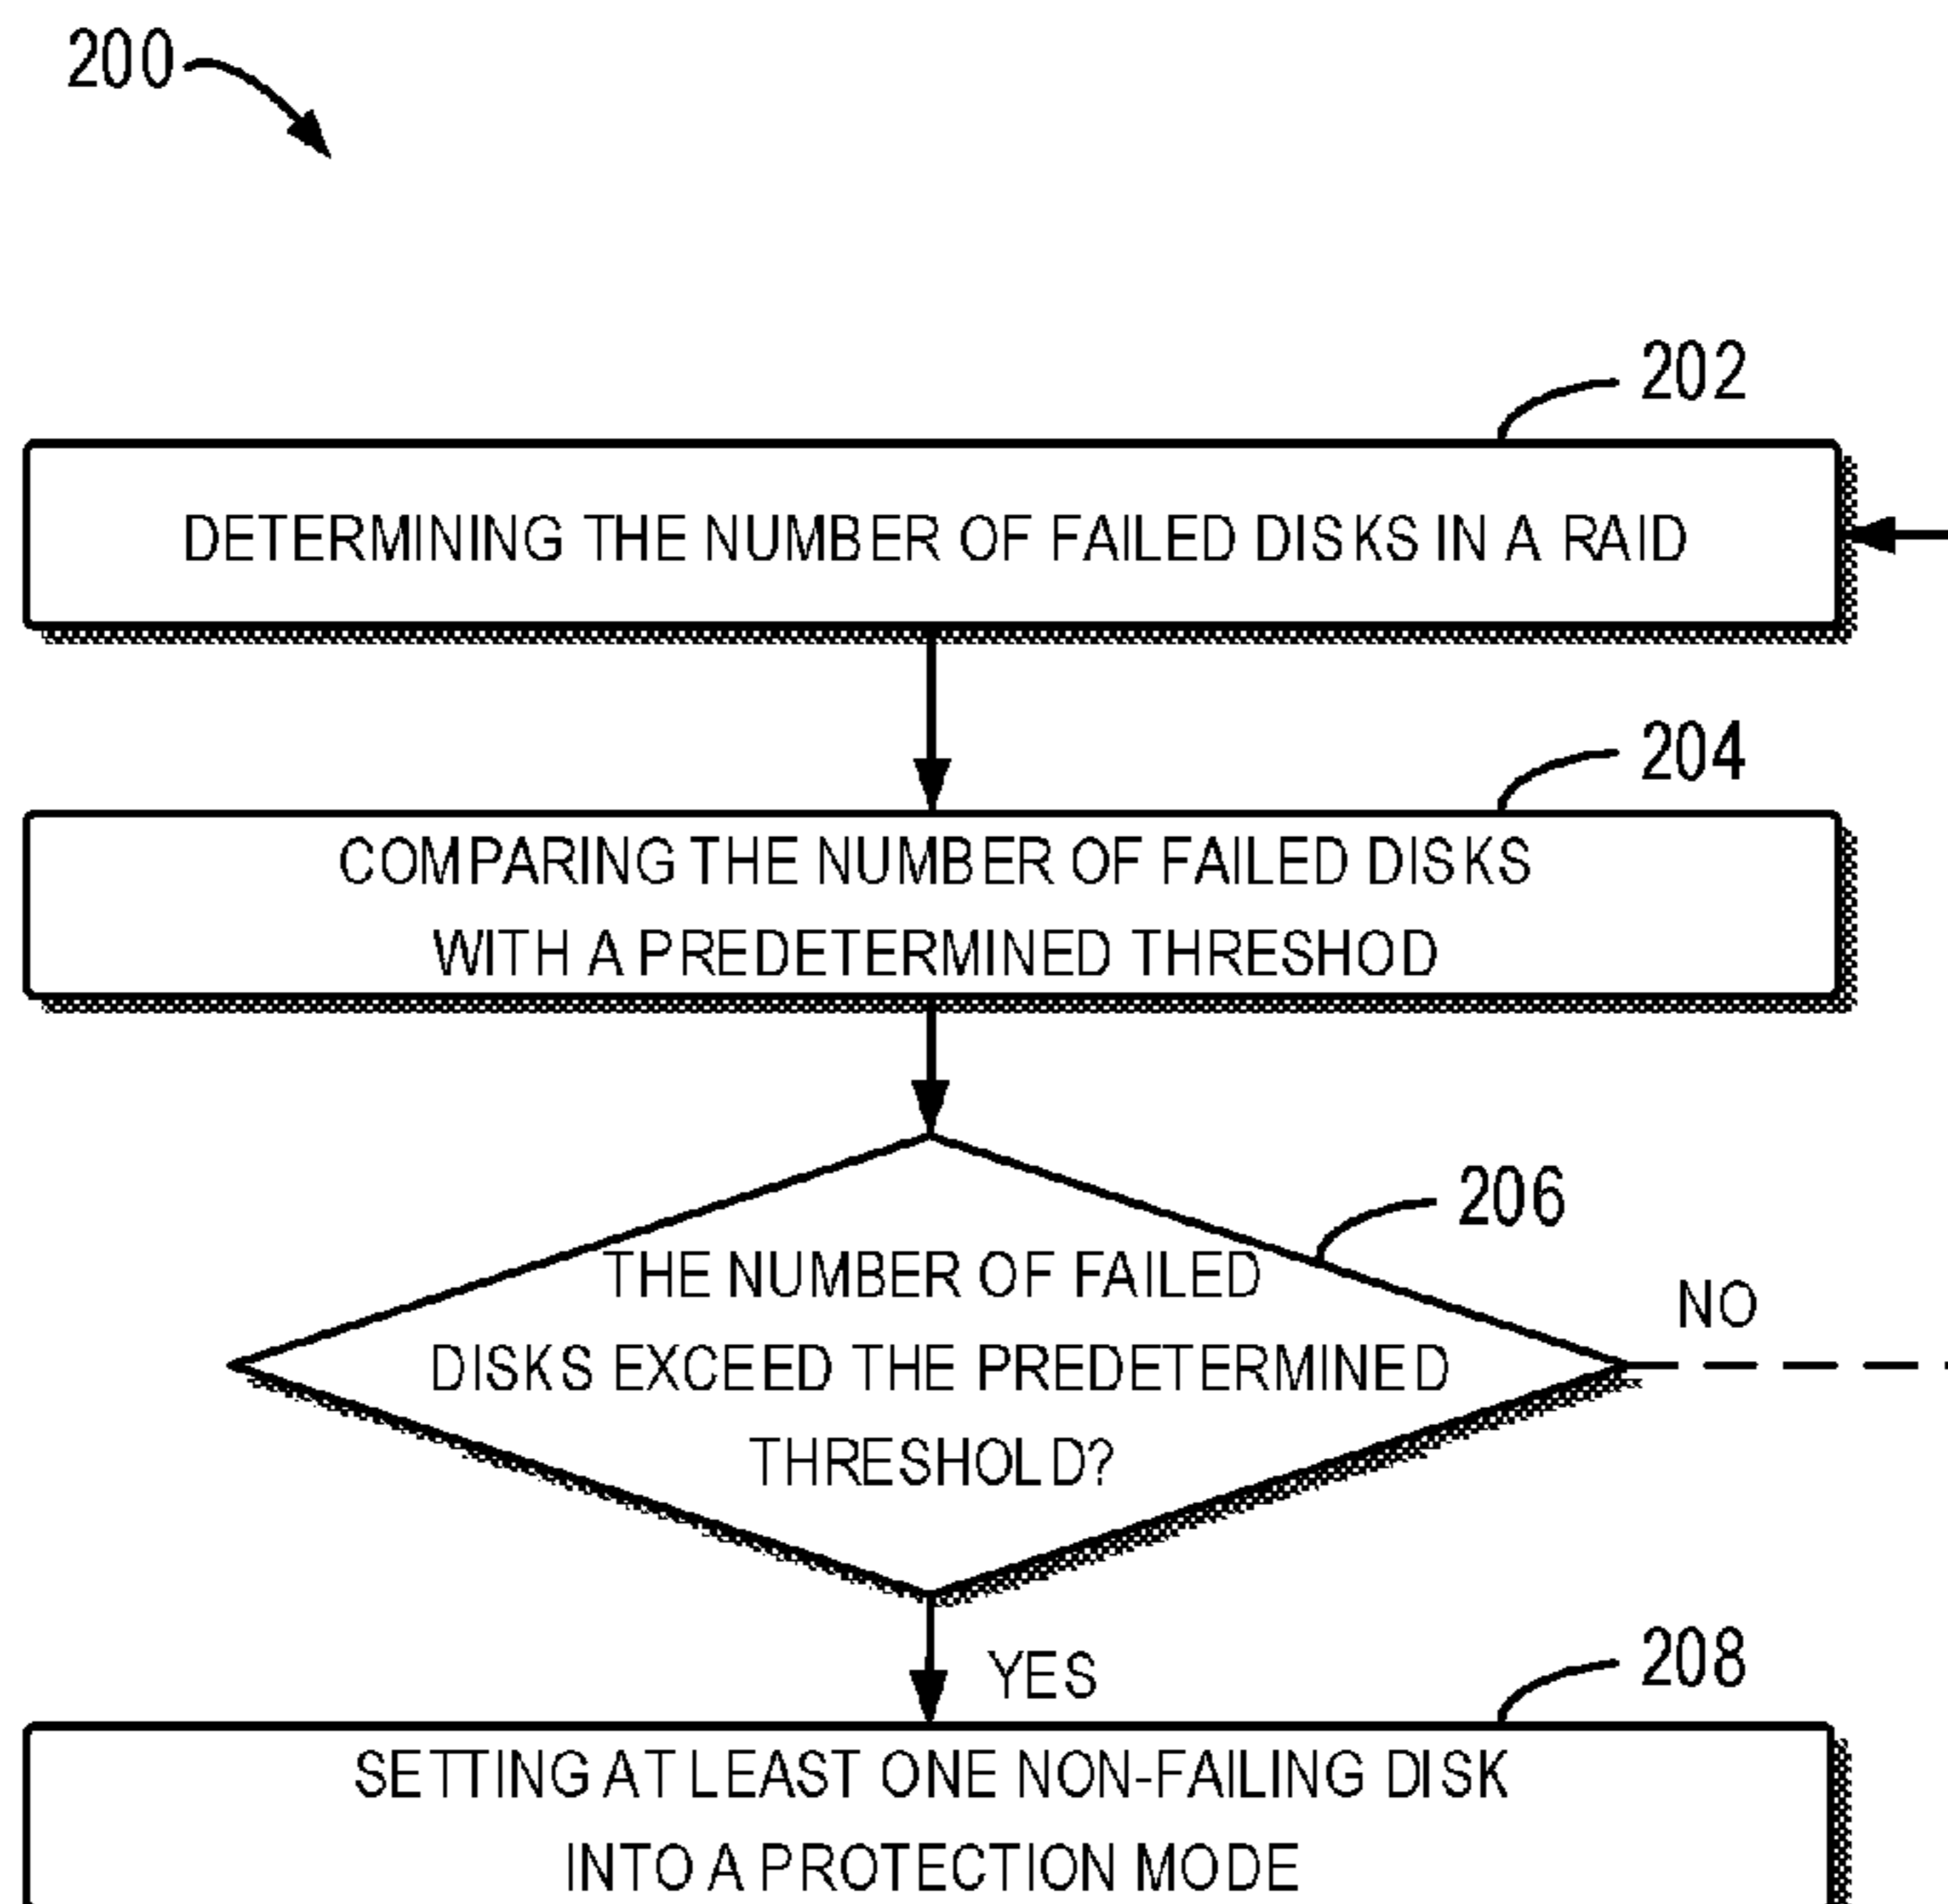 200
202
DETERMINING THE NUMBER OF FAILED DISKS IN A RAID
204
COMPARING THE NUMBER OF FAILED DISKS
WITH A PREDETERMINED THRESHOD
206
THE NUMBER OF FAILED
DISKS EXCEED THE PREDETERMINED
THRESHOLD?
NO
YES
208
SETTING AT LEAST ONE NON-FAILING DISK
INTO A PROTECTION MODE